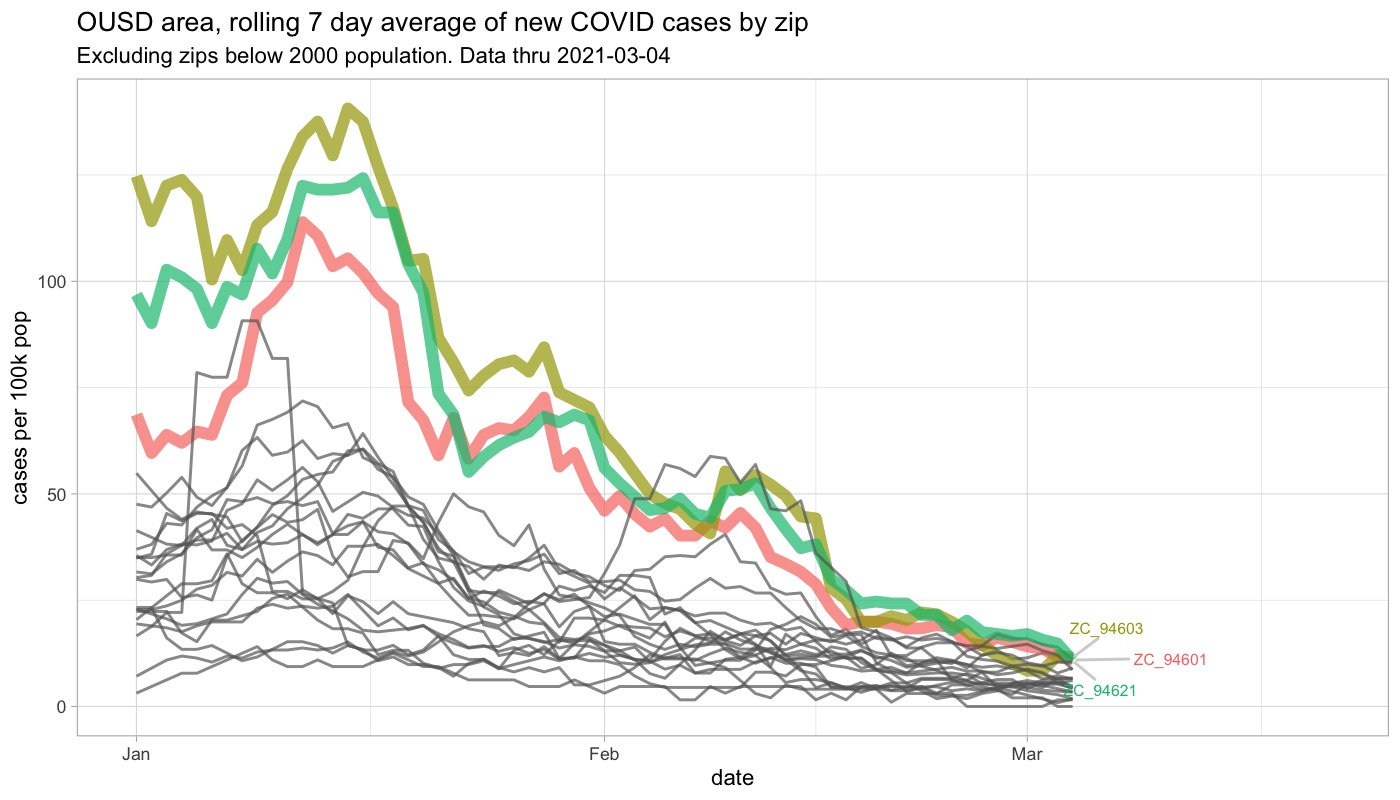 OUSD area, rolling 7 day average of new COVID cases by zip
Excluding zips below 2000 population. Data thru 2021-03-04
cases per 100k pop
100
50
0
ZC_94603
ZC_94601
ZC_94621
Jan
Feb
Mar
date